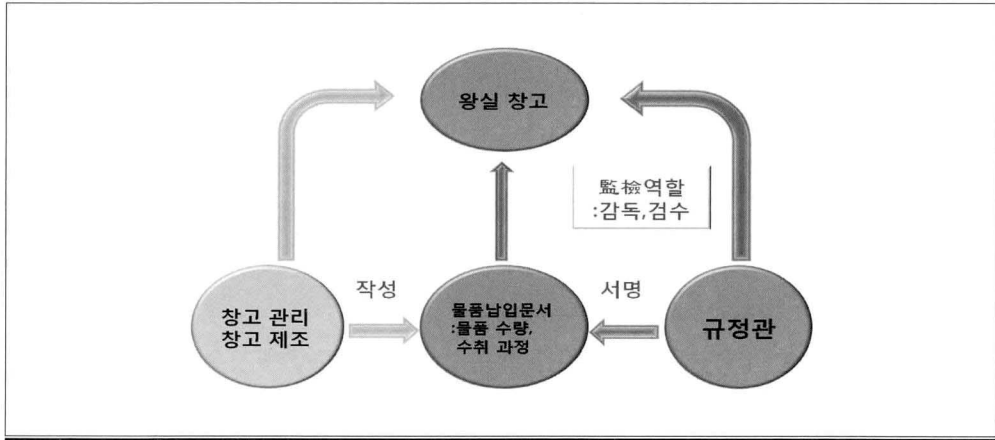 왕실 창고
監檢역할
:감독,검수
작성
서명
창고 관리
창고 제조
물품납입문서
:물품 수량,
수취 과정
규정관